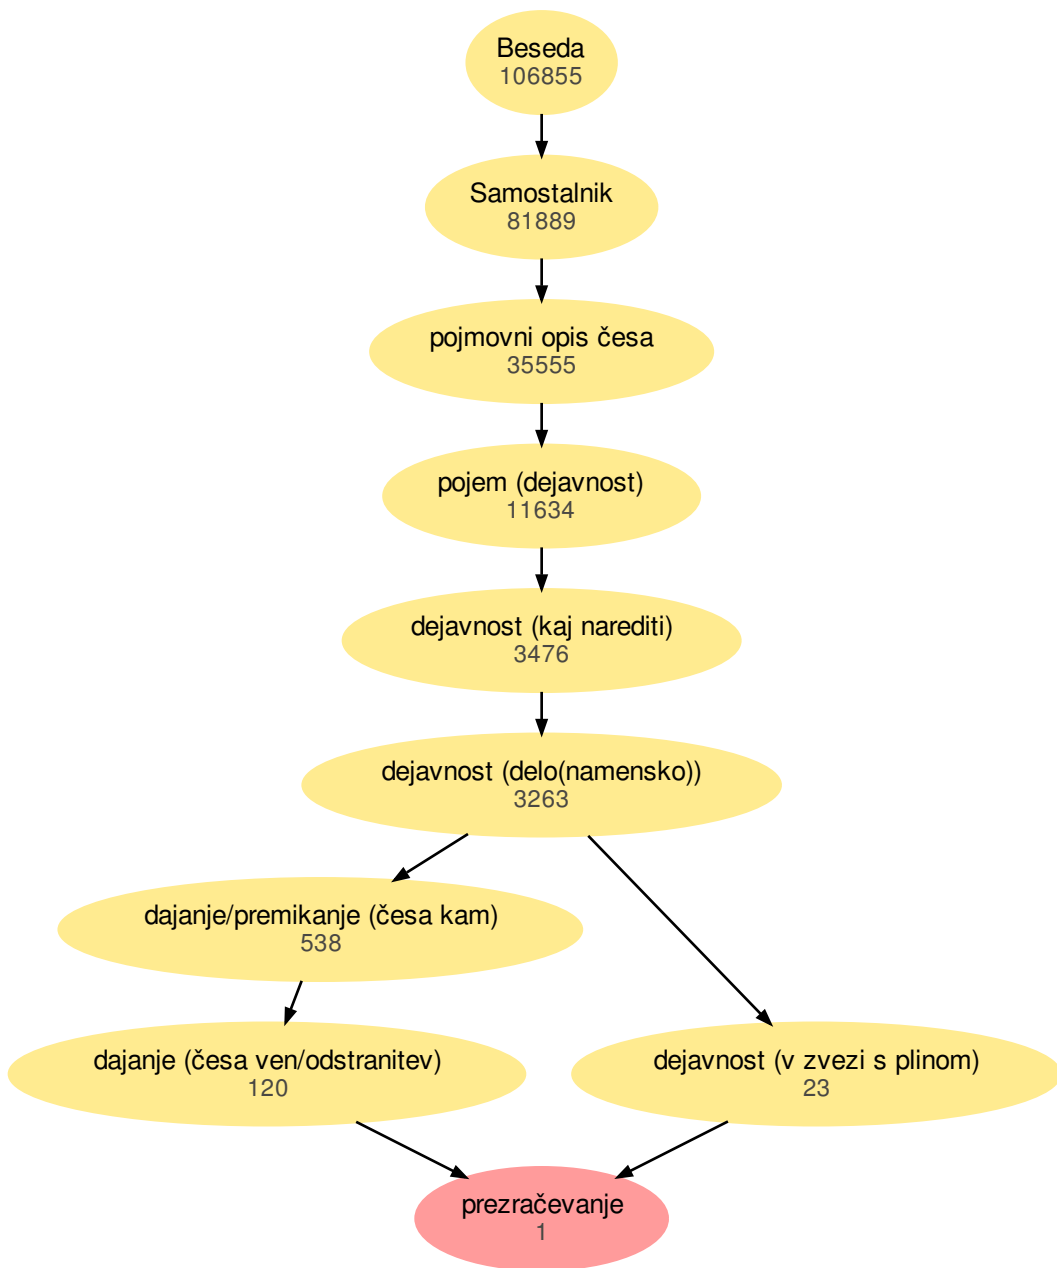 Beseda
106855
Samostalnik
81889
pojmovni opis česa
35555
pojem (dejavnost)
11634
dejavnost (kaj narediti)
3476
dejavnost (delo(namensko))
3263
dajanje/premikanje (česa kam)
538
dajanje (česa ven/odstranitev)
120
dejavnost (v zvezi s plinom)
23
prezračevanje
1